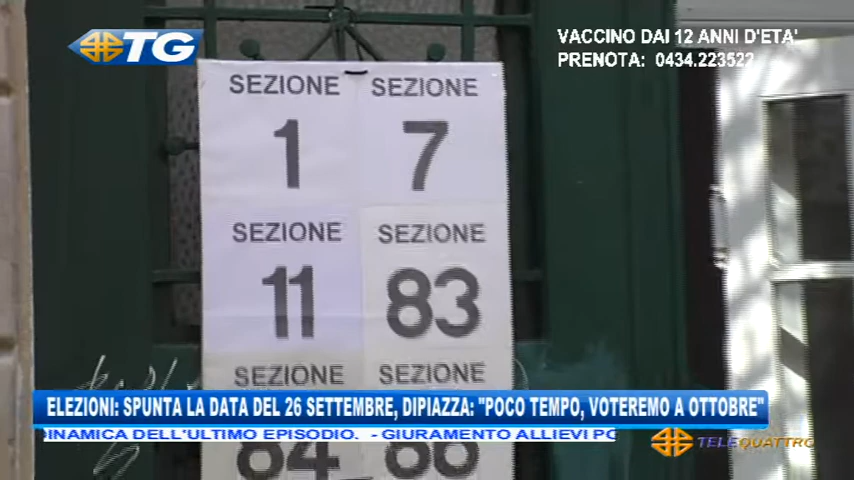 TG
VACCINO DAI 12 ANNI D'ETA'
PRENOTA: 0434.223522
SEZIONE SEZIONE
1 7
SEZIONE SEZIONE
11 83
SEZIONE SEZIONE
84 86
ELEZIONI: SPUNTA LA DATA DEL 26 SETTEMBRE, DIPIAZZA: "POCO TEMPO, VOTEREMO A OTTOBRE"
DINAMICA DELL'ULTIMO EPISODIO. - GIURAMENTO ALLIEVI PO
TELEQUATTRO